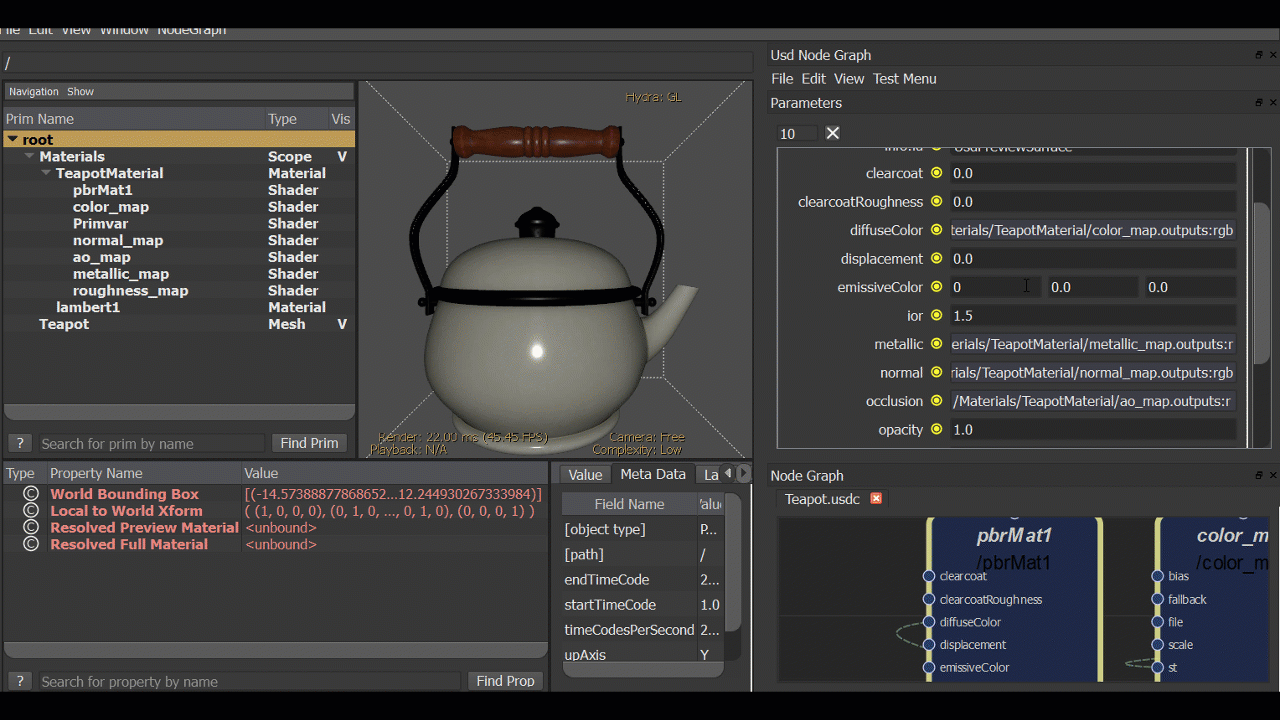 File Edit View Window NodeGraph
/
Navigation Show
Prim Name Type Vis
root
Materials Scope V
TeapotMaterial Material
pbrMat1 Shader
color_map Shader
Primvar Shader
normal_map Shader
ao_map Shader
metallic_map Shader
roughness_map Shader
lambert1 Material
Teapot Mesh V
? Search for prim by name Find Prim
Hydra: GL
Render: 22.00 ms (45.45 FPS) Camera: Free
Playback: N/A Complexity: Low
Type Property Name Value
World Bounding Box [(-14.57388877868652...12.244930267333984)]
Local to World Xform ( (1, 0, 0, 0), (0, 1, 0, ..., 0, 1, 0), (0, 0, 0, 1) )
Resolved Preview Material <unbound>
Resolved Full Material <unbound>
? Search for property by name Find Prop
Value Meta Data La
Field Name Valu
[object type] P...
[path] /
endTimeCode 2...
startTimeCode 1.0
timeCodesPerSecond 2...
upAxis Y
Usd Node Graph
File Edit View Test Menu
Parameters
10
info:id UsdPreviewSurface
clearcoat 0.0
clearcoatRoughness 0.0
diffuseColor terials/TeapotMaterial/color_map.outputs:rgb
displacement 0.0
emissiveColor 0 0.0 0.0
ior 1.5
metallic erials/TeapotMaterial/metallic_map.outputs:r
normal rials/TeapotMaterial/normal_map.outputs:rgb
occlusion /Materials/TeapotMaterial/ao_map.outputs:r
opacity 1.0
Node Graph
Teapot.usdc
pbrMat1
/pbrMat1
clearcoat
clearcoatRoughness
diffuseColor
displacement
emissiveColor
color_m
/color_m
bias
fallback
file
scale
st